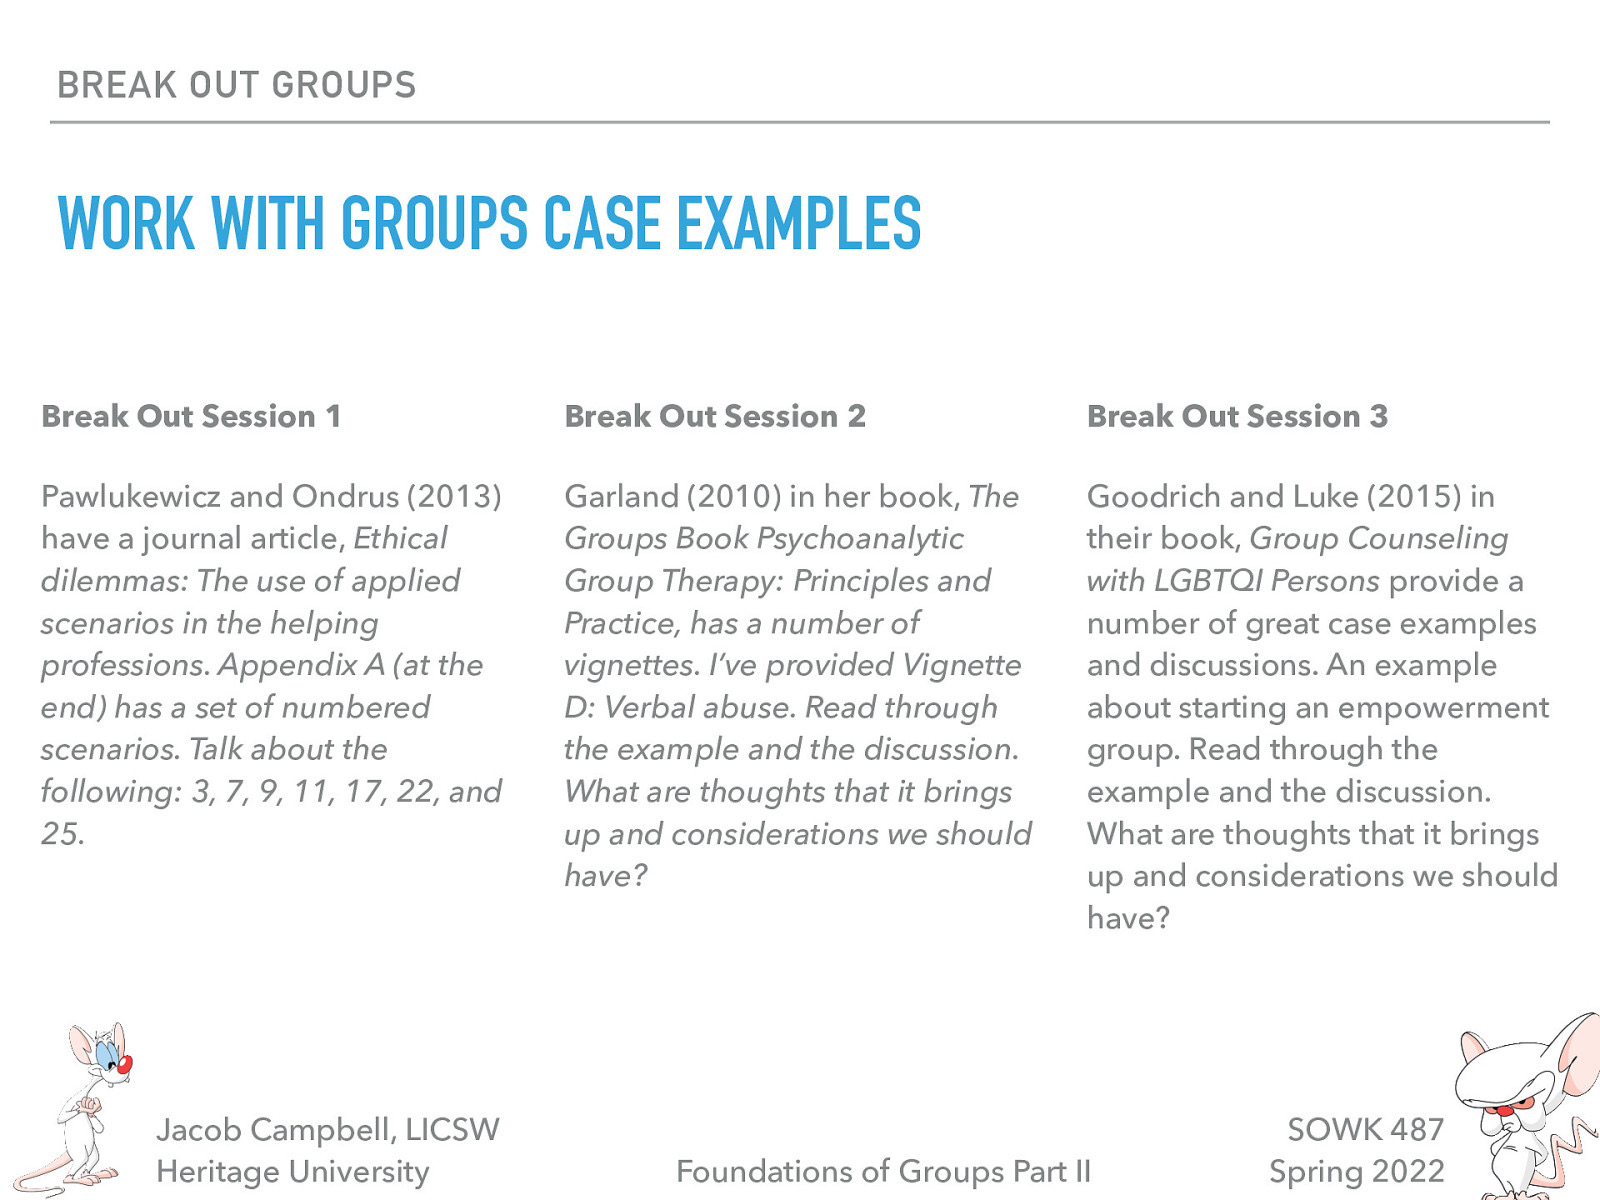 BREAK OUT GROUPS
WORK WITH GROUPS CASE EXAMPLES
Break Out Session 1
Pawlukewicz and Ondrus (2013)
have a journal article, Ethical
dilemmas: The use of applied
scenarios in the helping
professions. Appendix A (at the
end) has a set of numbered
scenarios. Talk about the
following: 3, 7, 9, 11, 17, 22, and
25.
Break Out Session 2
Garland (2010) in her book, The
Groups Book Psychoanalytic
Group Therapy: Principles and
Practice, has a number of
vignettes. I’ve provided Vignette
D: Verbal abuse. Read through
the example and the discussion.
What are thoughts that it brings
up and considerations we should
have?
Break Out Session 3
Goodrich and Luke (2015) in
their book, Group Counseling
with LGBTQI Persons provide a
number of great case examples
and discussions. An example
about starting an empowerment
group. Read through the
example and the discussion.
What are thoughts that it brings
up and considerations we should
have?
Jacob Campbell, LICSW
Heritage University
Foundations of Groups Part II
SOWK 487
Spring 2022